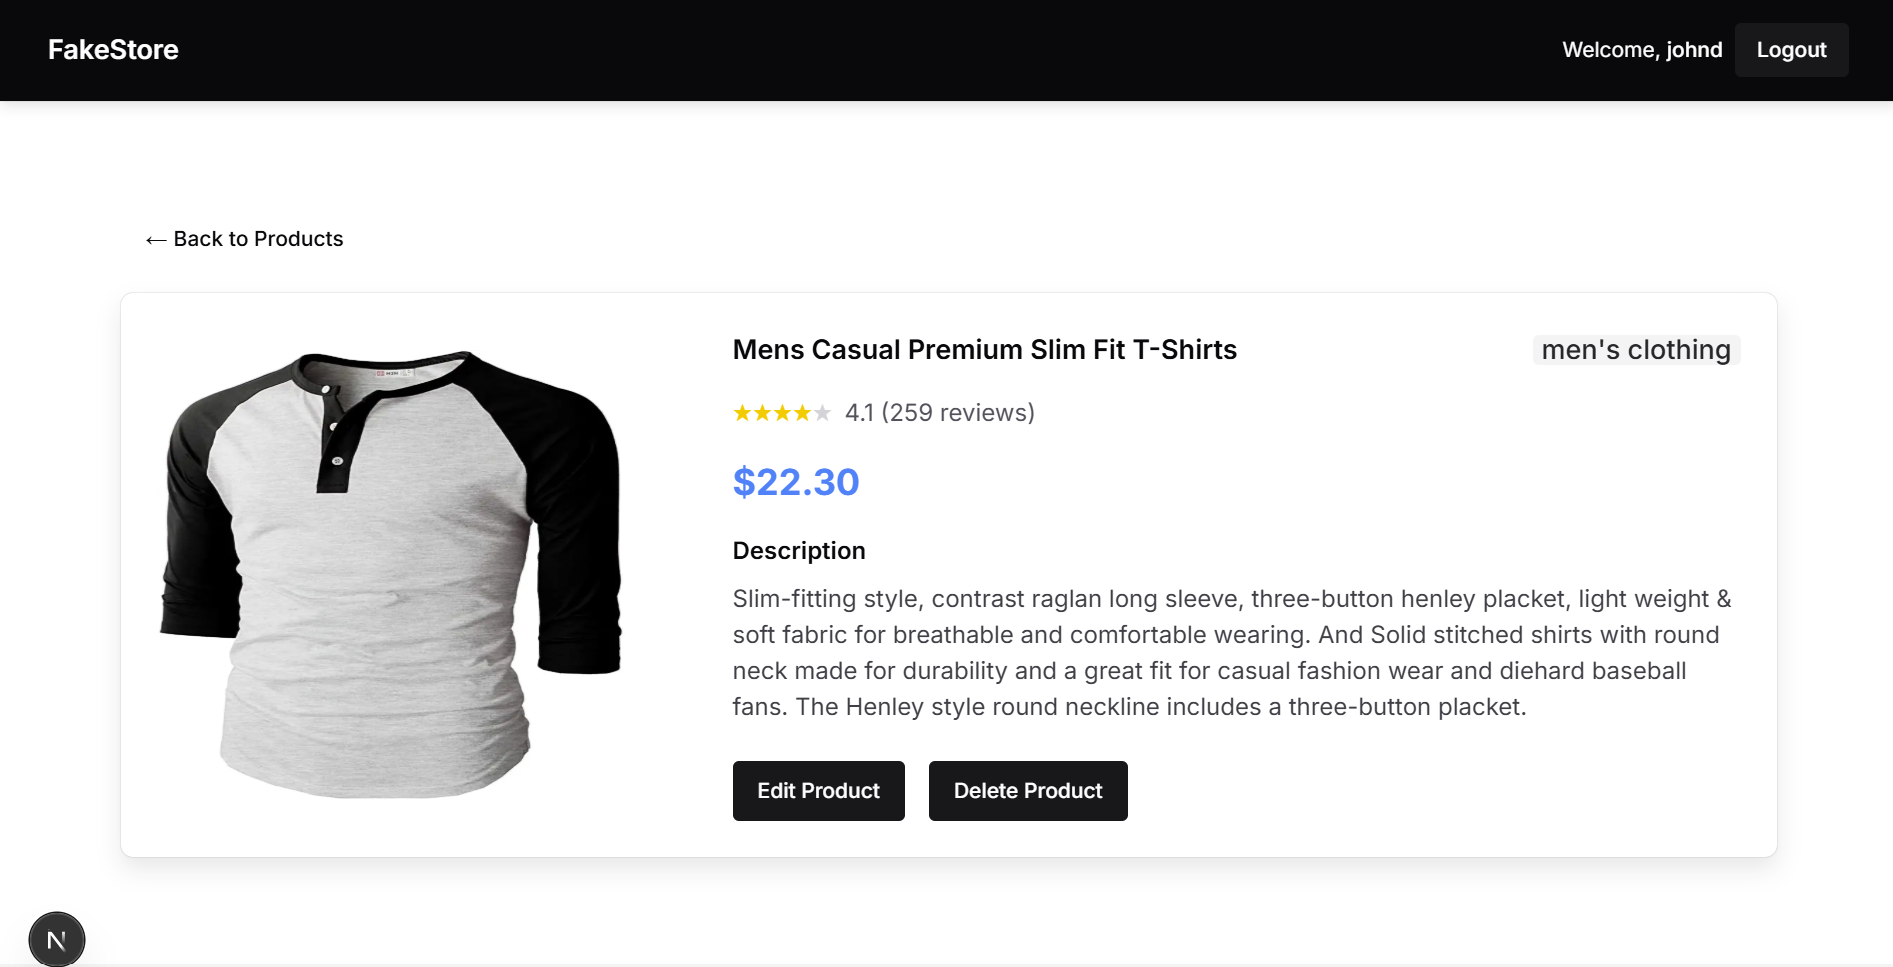 FakeStore
Welcome, johnd
Logout
← Back to Products
Mens Casual Premium Slim Fit T-Shirts
men's clothing
4.1 (259 reviews)
$22.30
Description
Slim-fitting style, contrast raglan long sleeve, three-button henley placket, light weight &
soft fabric for breathable and comfortable wearing. And Solid stitched shirts with round
neck made for durability and a great fit for casual fashion wear and diehard baseball
fans. The Henley style round neckline includes a three-button placket.
Edit Product
Delete Product
N